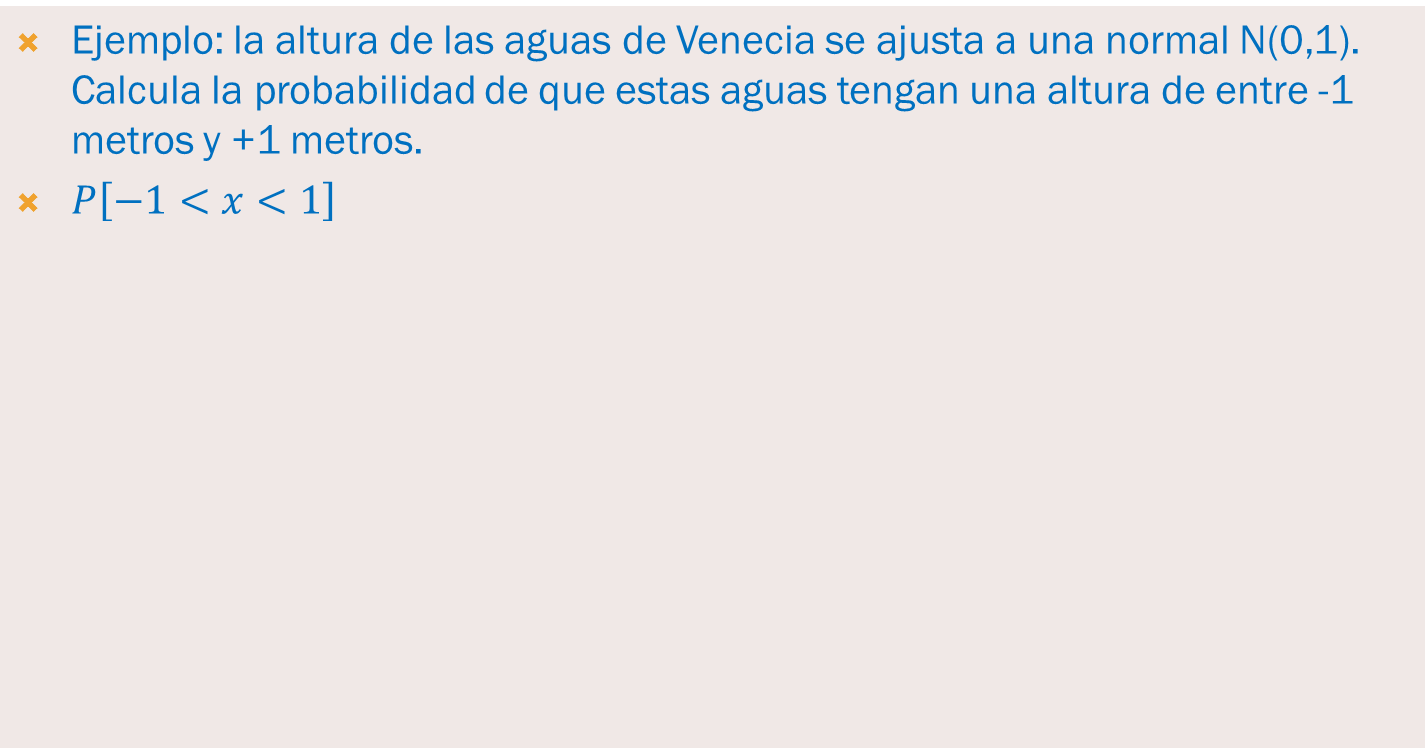 × Ejemplo: la altura de las aguas de Venecia se ajusta a una normal N(0,1).
Calcula la probabilidad de que estas aguas tengan una altura de entre -1
metros y +1 metros.
× P[−1 < x < 1]